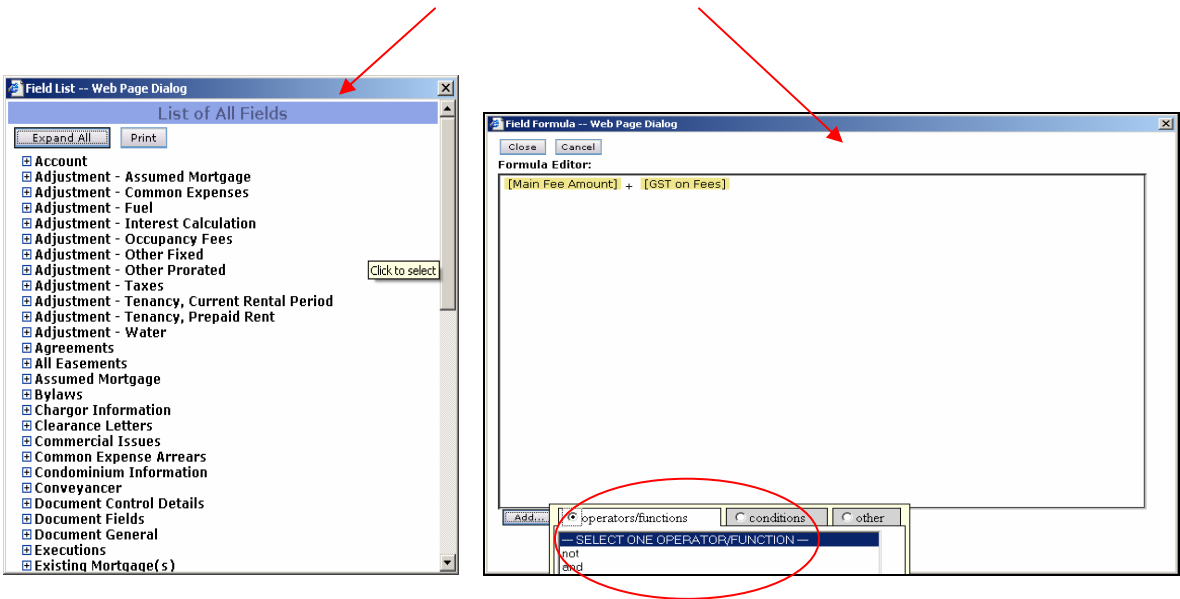 Field List -- Web Page Dialog
List of All Fields
Expand All Print
Account
Adjustment - Assumed Mortgage
Adjustment - Common Expenses
Adjustment - Fuel
Adjustment - Interest Calculation
Adjustment - Occupancy Fees
Adjustment - Other Fixed
Adjustment - Other Prorated
Click to select
Adjustment - Taxes
Adjustment - Tenancy, Current Rental Period
Adjustment - Tenancy, Prepaid Rent
Adjustment - Water
Agreements
All Easements
Assumed Mortgage
Bylaws
Chargor Information
Clearance Letters
Commercial Issues
Common Expense Arrears
Condominium Information
Conveyancer
Document Control Details
Document Fields
Document General
Executions
Existing Mortgage(s)
Field Formula -- Web Page Dialog
Close Cancel
Formula Editor:
[Main Fee Amount] + [GST on Fees]
Add... operators/functions conditions other
— SELECT ONE OPERATOR/FUNCTION —
not
and